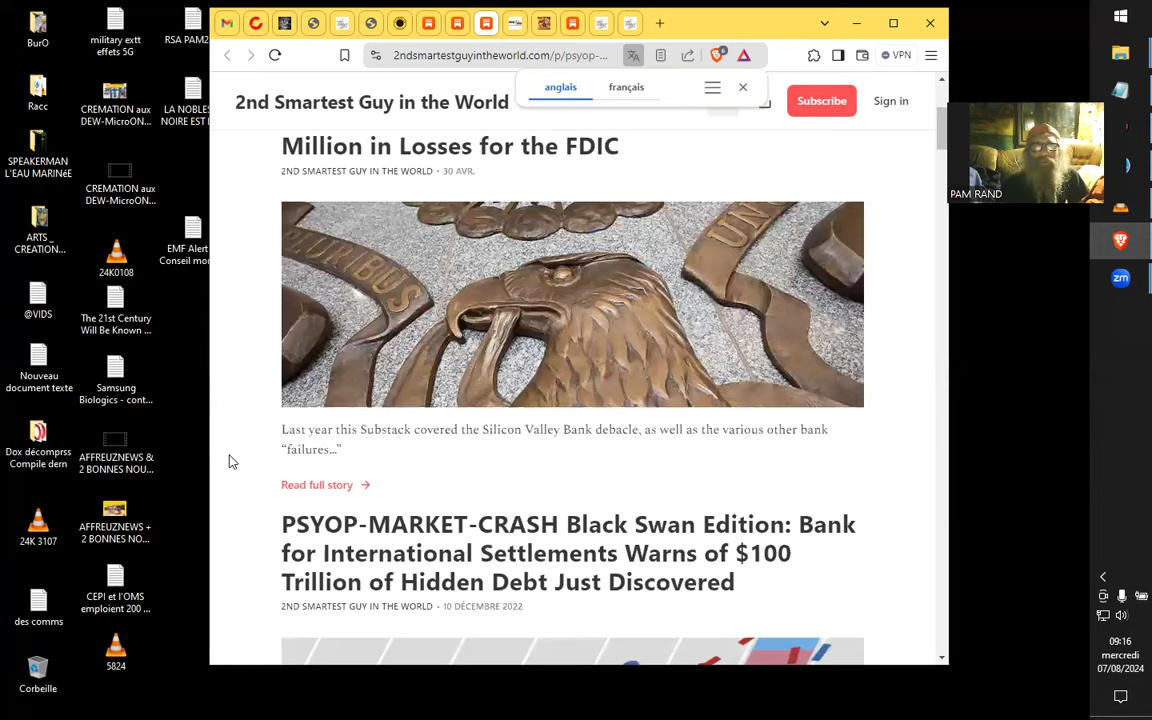 2ndsmartestguyintheworld.com/p/psyop-...
VPN
anglais
français
2nd Smartest Guy in the World
Subscribe
Sign in
Million in Losses for the FDIC
2ND SMARTEST GUY IN THE WORLD · 30 AVR.
URIBUS
UN
Last year this Substack covered the Silicon Valley Bank debacle, as well as the various other bank
“failures...”
Read full story →
PSYOP-MARKET-CRASH Black Swan Edition: Bank
for International Settlements Warns of $100
Trillion of Hidden Debt Just Discovered
2ND SMARTEST GUY IN THE WORLD · 10 DÉCEMBRE 2022
BurO
Racc
SPEAKERMAN
L'EAU MARINéE
ARTS _
CREATION...
@VIDS
Nouveau
document texte
Dox décomprss
Compile dern
24K 3107
des comms
Corbeille
military extt
effets 5G
CREMATION aux
DEW-MicroON...
CREMATION aux
DEW-MicroON...
24K0108
The 21st Century
Will Be Known ...
Samsung
Biologics - cont...
AFFREUZNEWS &
2 BONNES NOU...
AFFREUZNEWS +
2 BONNES NO...
CEPI et l'OMS
emploient 200 ...
5824
RSA PAM2
LA NOBLES
NOIRE EST I
EMF Alert
Conseil mor
PAM RAND
zm
09:16
mercredi
07/08/2024